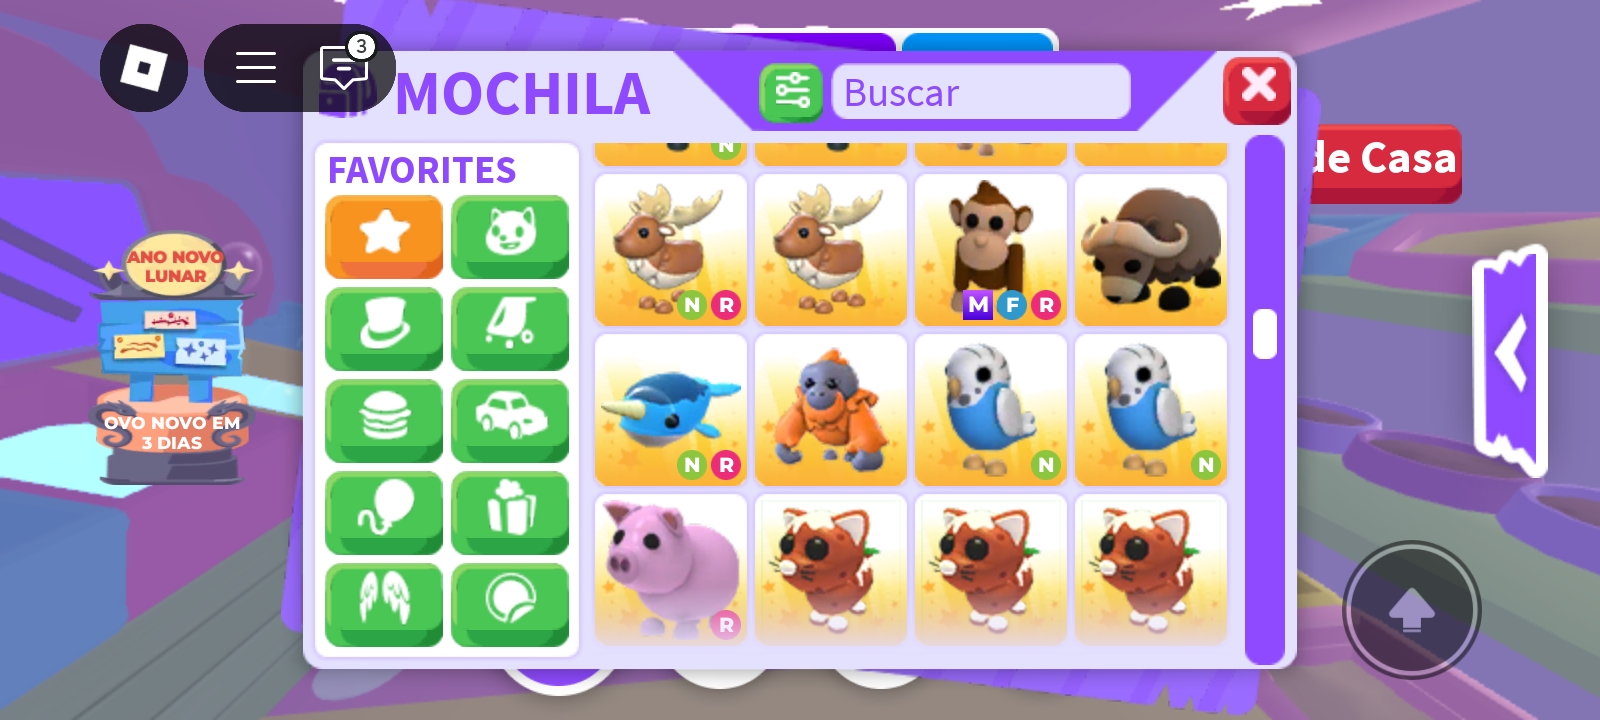 3
MOCHILA
Buscar
de Casa
FAVORITES
N
N R
M F R
ANO NOVO
LUNAR
OVO NOVO EM
3 DIAS
N R
N
N
R